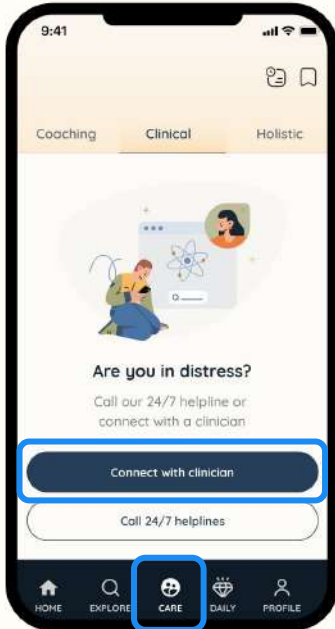 9:41
Coaching Clinical Holistic
Are you in distress?
Call our 24/7 helpline or
connect with a clinician
Connect with clinician
Call 24/7 helplines
HOME EXPLORE CARE DAILY PROFILE